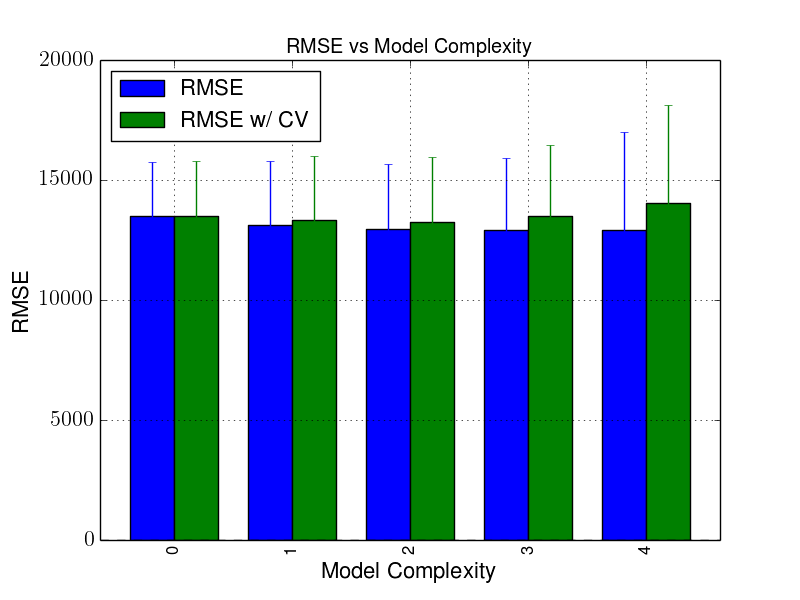 RMSE vs Model Complexity
RMSE
RMSE w/ CV
20000
15000
10000
5000
0
RMSE
0
1
2
3
4
Model Complexity